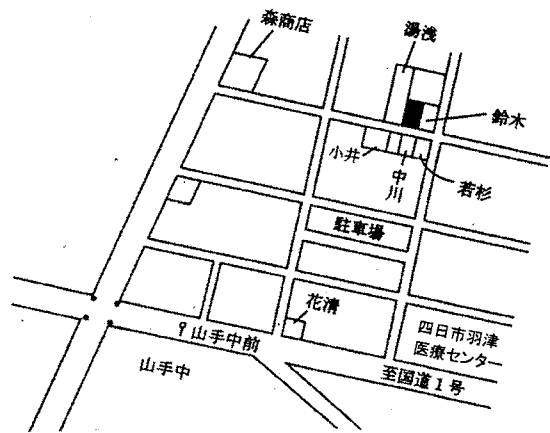 森商店
湯浅
鈴木
小井
中川
若杉
駐車場
花清
山手中前
四日市羽津
医療センター
山手中
至国道1号